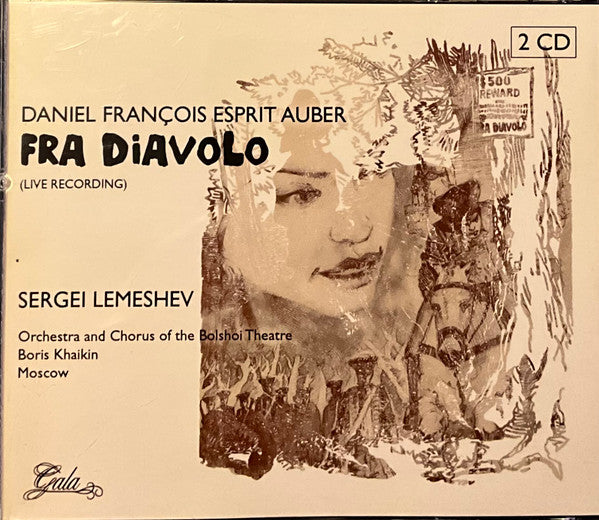 2 CD
$500
REWARD
FRA DIAVOLO
DANIEL FRANÇOIS ESPRIT AUBER
FRA DiAVOLO
(LIVE RECORDING)
SERGEI LEMESHEV
Orchestra and Chorus of the Bolshoi Theatre
Boris Khaikin
Moscow
Gala